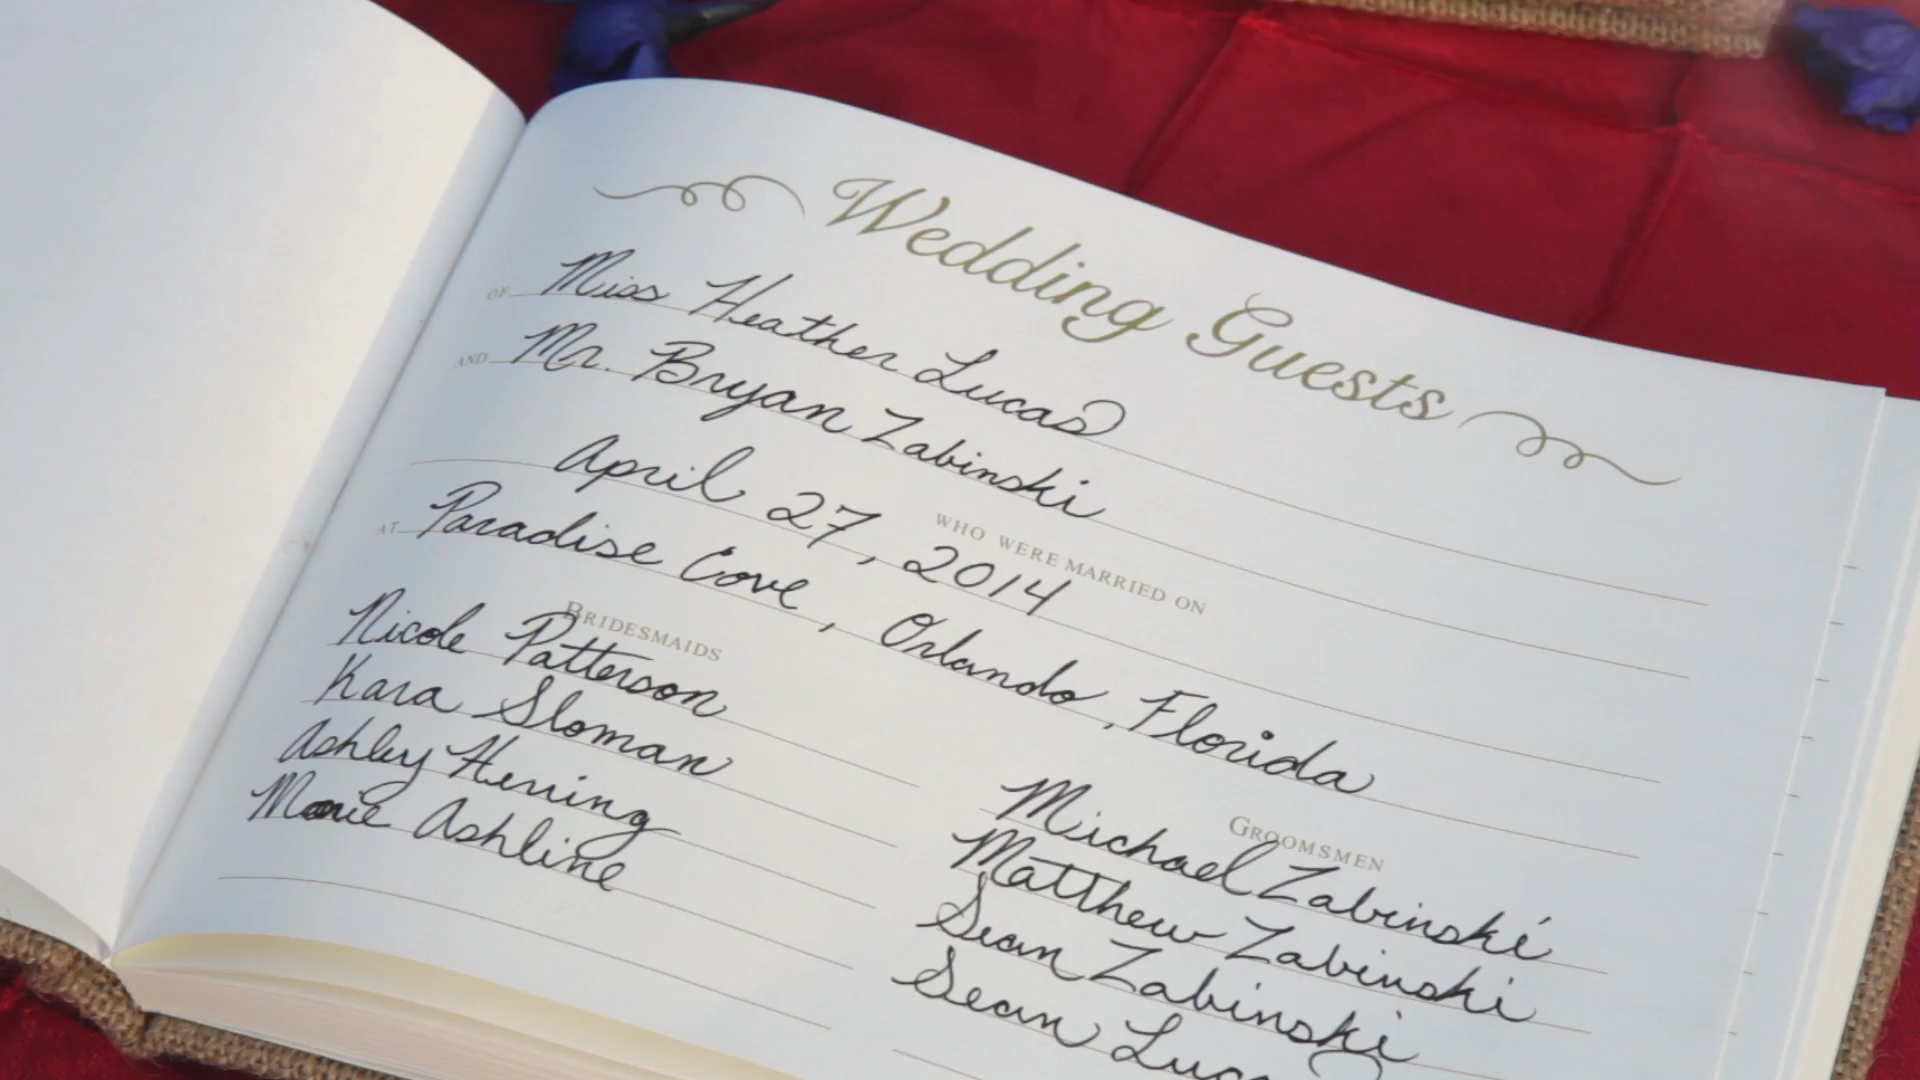 Wedding Guests
OF Miss Heather Lucas
AND Mr. Bryan Zabinski
WHO WERE MARRIED ON
April 27, 2014
AT Paradise Cove, Orlando, Florida
BRIDESMAIDS
Nicole Patterson
Kara Sloman
Ashley Herring
Marie Ashline
GROOMSMEN
Michael Zabinski
Matthew Zabinski
Sean Zabinski
Sean